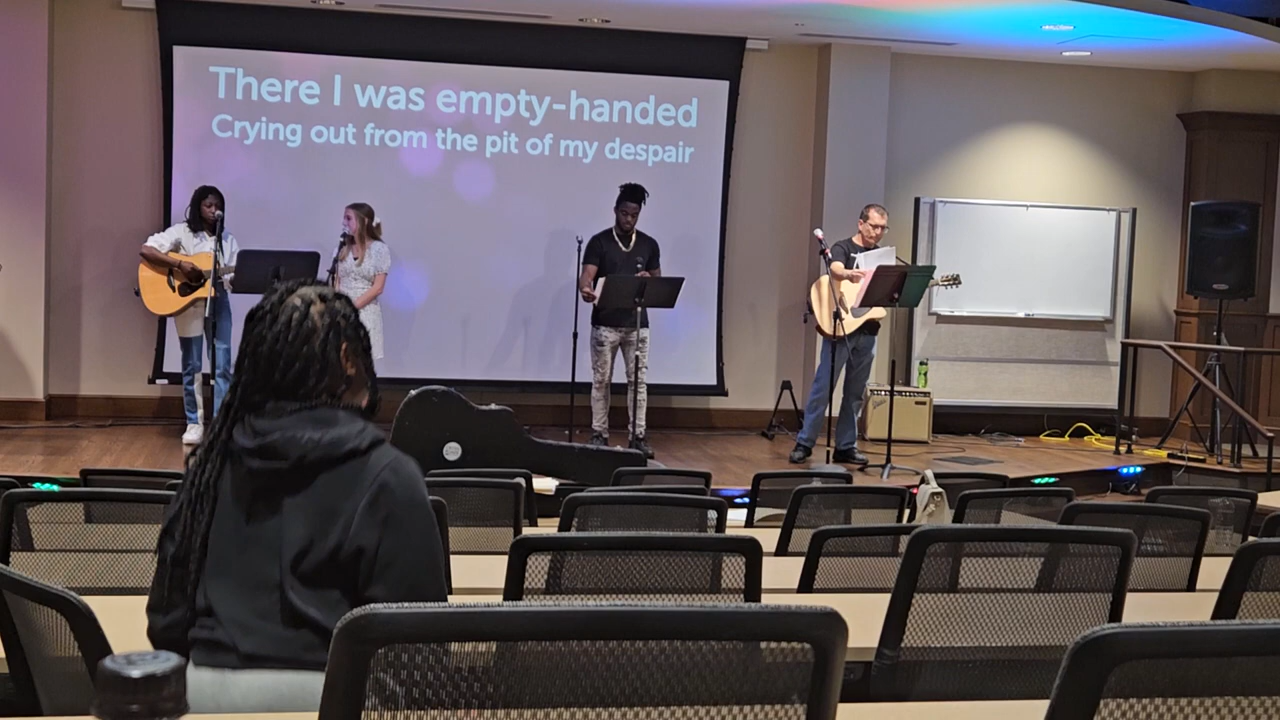 There I was empty-handed
Crying out from the pit of my despair